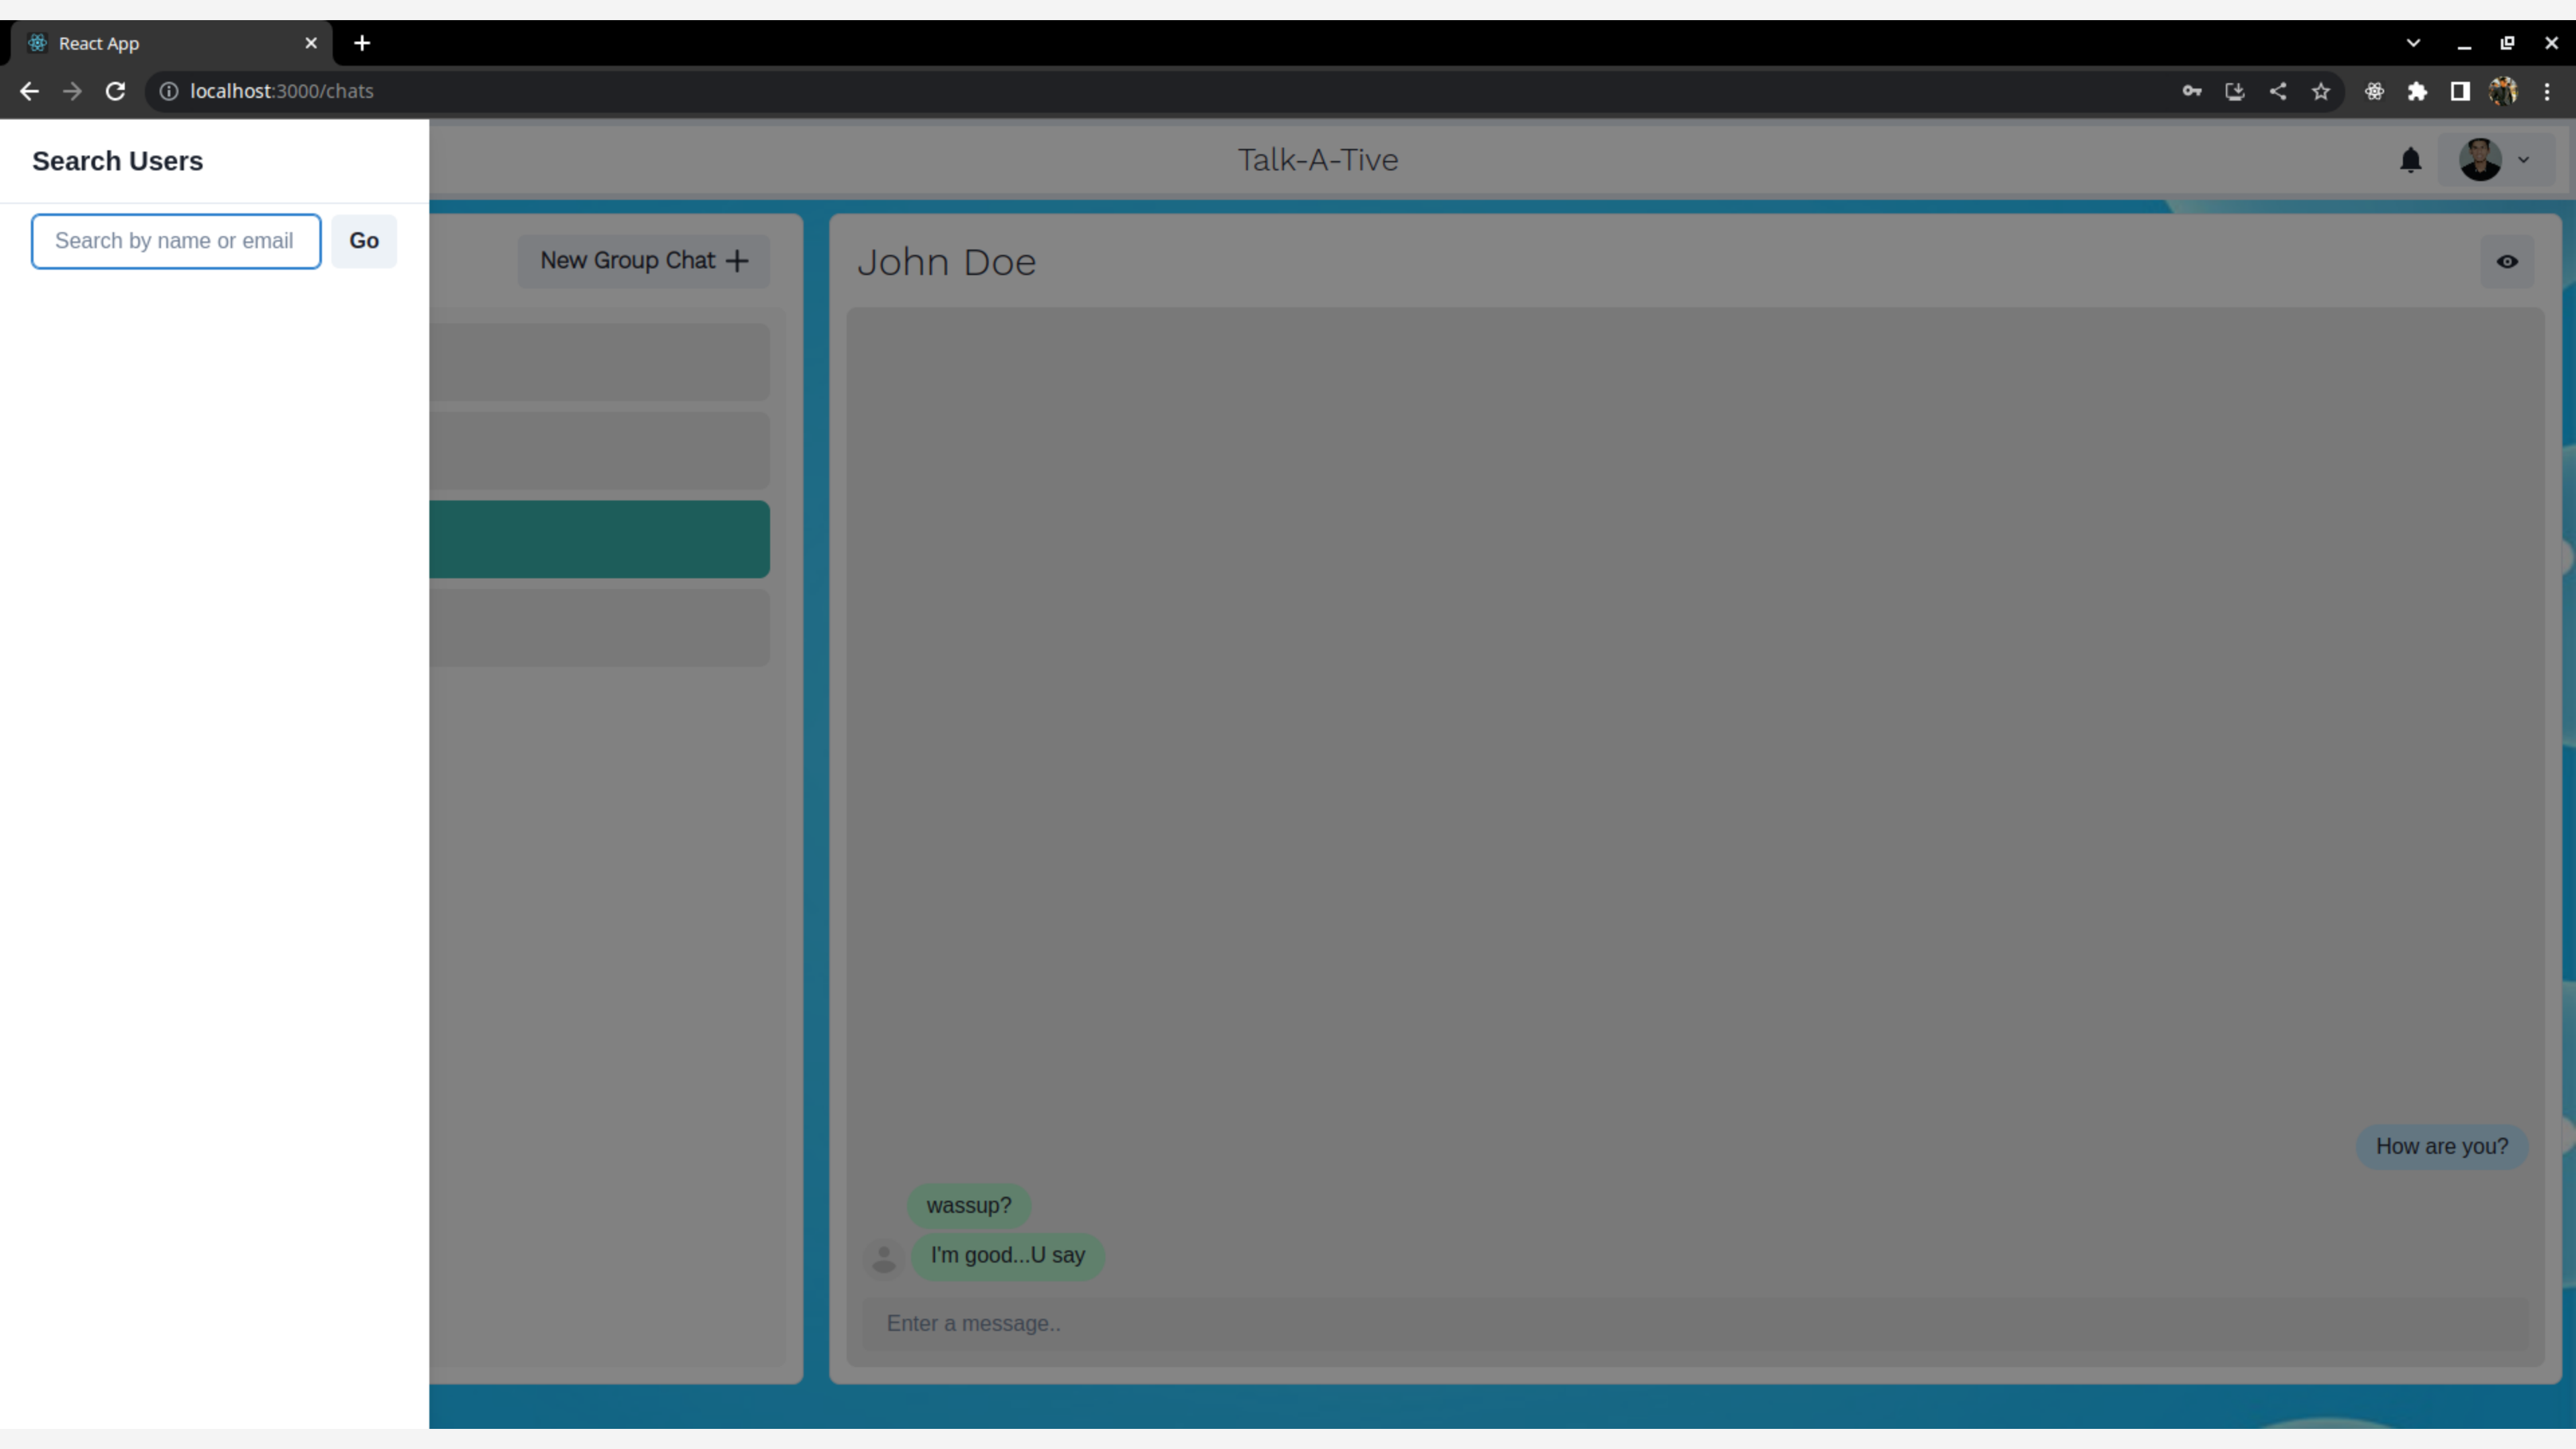 React App
localhost:3000/chats
Search Users
Talk-A-Tive
Search by name or email
Go
New Group Chat
John Doe
How are you?
wassup?
I'm good...U say
Enter a message..